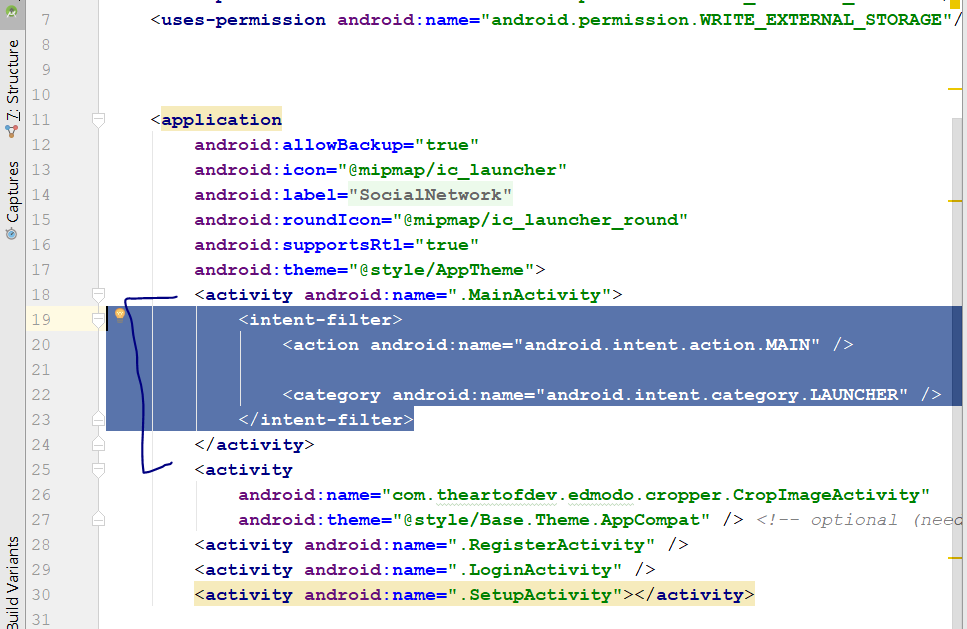 7: Structure
Captures
Build Variants
7 <uses-permission android:name="android.permission.WRITE_EXTERNAL_STORAGE"/
8
9
10
11 <application
12 android:allowBackup="true"
13 android:icon="@mipmap/ic_launcher"
14 android:label="SocialNetwork"
15 android:roundIcon="@mipmap/ic_launcher_round"
16 android:supportsRtl="true"
17 android:theme="@style/AppTheme">
18 <activity android:name=".MainActivity">
19 <intent-filter>
20 <action android:name="android.intent.action.MAIN" />
21
22 <category android:name="android.intent.category.LAUNCHER" />
23 </intent-filter>
24 </activity>
25 <activity
26 android:name="com.theartofdev.edmodo.cropper.CropImageActivity"
27 android:theme="@style/Base.Theme.AppCompat" /> <!-- optional (need
28 <activity android:name=".RegisterActivity" />
29 <activity android:name=".LoginActivity" />
30 <activity android:name=".SetupActivity"></activity>
31